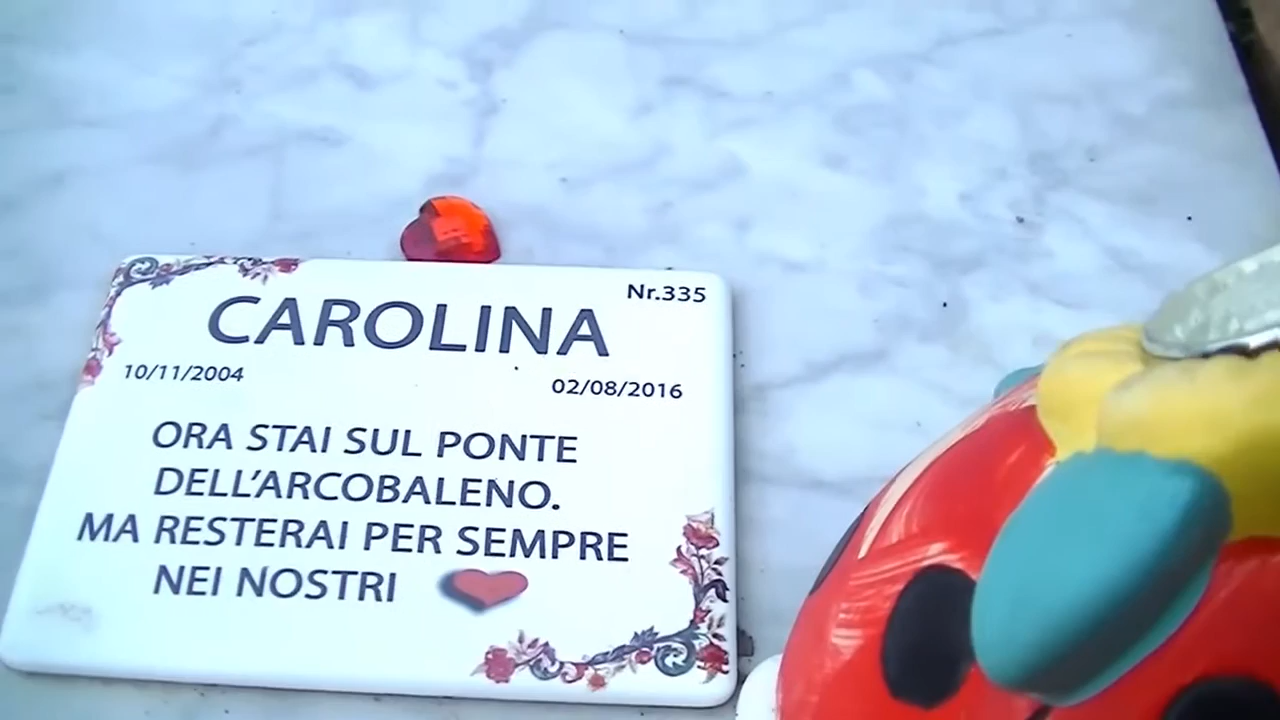 Nr.335
CAROLINA
10/11/2004
02/08/2016
ORA STAI SUL PONTE
DELL'ARCOBALENO.
MA RESTERAI PER SEMPRE
NEI NOSTRI